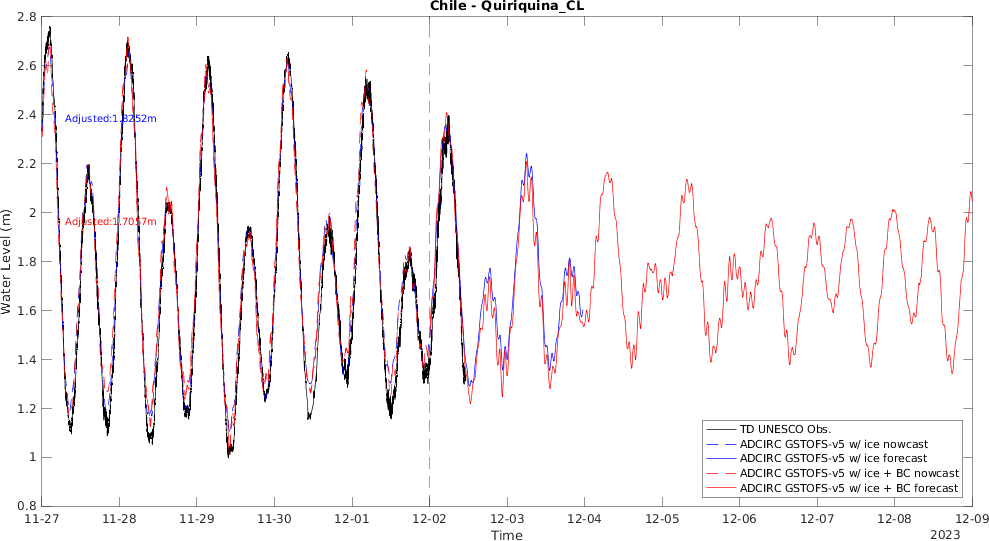 Chile - Quiriquina_CL
2.8
2.6
2.4
2.2
2
1.8
1.6
1.4
1.2
1
0.8
Water Level (m)
Adjusted:1.8252m
Adjusted:1.7057m
TD UNESCO Obs.
ADCIRC GSTOFS-v5 w/ ice nowcast
ADCIRC GSTOFS-v5 w/ ice forecast
ADCIRC GSTOFS-v5 w/ ice + BC nowcast
ADCIRC GSTOFS-v5 w/ ice + BC forecast
11-27 11-28 11-29 11-30 12-01 12-02 12-03 12-04 12-05 12-06 12-07 12-08 12-09
Time
2023